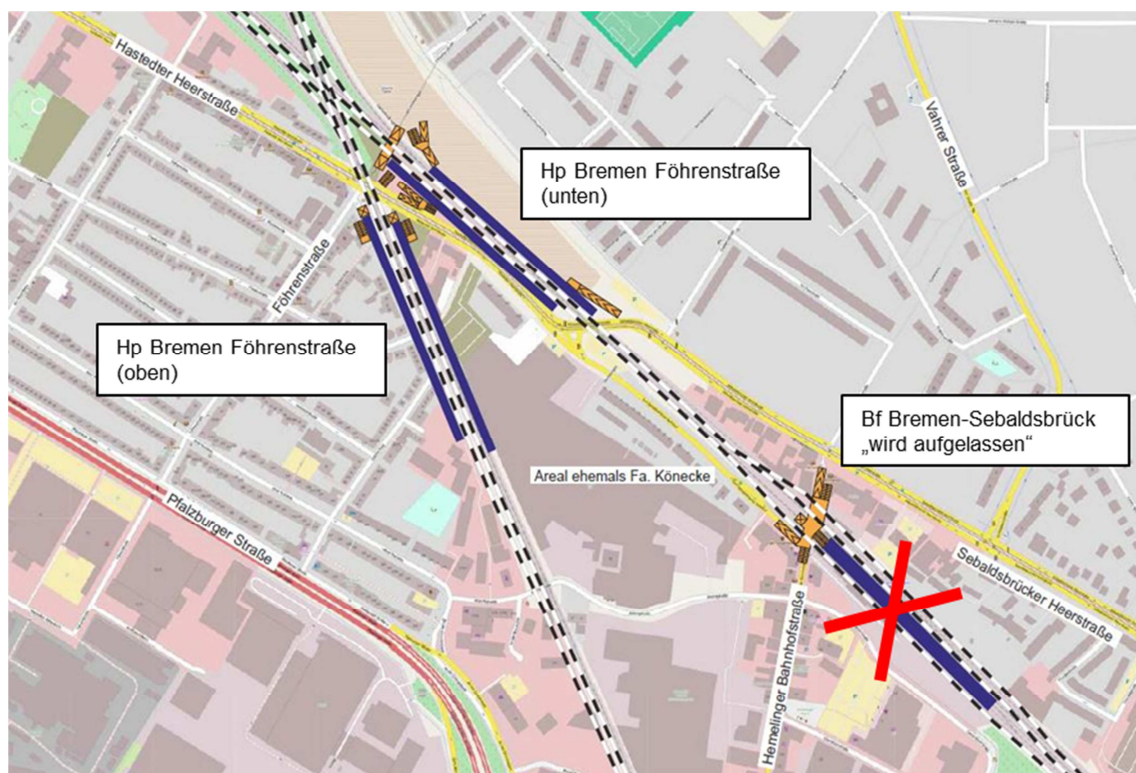 Hastedter Heerstraße
Vahrer Straße
Hp Bremen Föhrenstraße
(unten)
Föhrenstraße
Hp Bremen Föhrenstraße
(oben)
Bf Bremen-Sebaldsbrück
„wird aufgelassen“
Areal ehemals Fa. Könecke
Pfalzburger Straße
Sebaldsbrücker Heerstraße
Hemelinger Bahnhofstraße